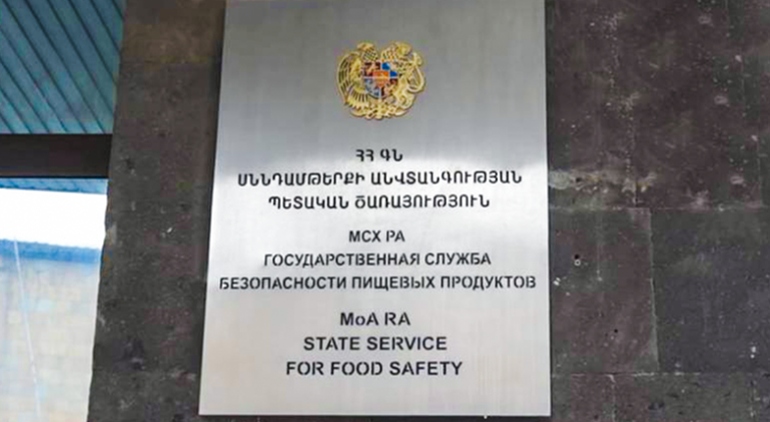 ՀՀ ԳՆ
ՍՆՆԴԱՄԹԵՐՔԻ ԱՆՎՏԱՆԳՈՒԹՅԱՆ
ՊԵՏԱԿԱՆ ԾԱՌԱՅՈՒԹՅՈՒՆ
МСХ РА
ГОСУДАРСТВЕННАЯ СЛУЖБА
БЕЗОПАСНОСТИ ПИЩЕВЫХ ПРОДУКТОВ
MoA RA
STATE SERVICE
FOR FOOD SAFETY